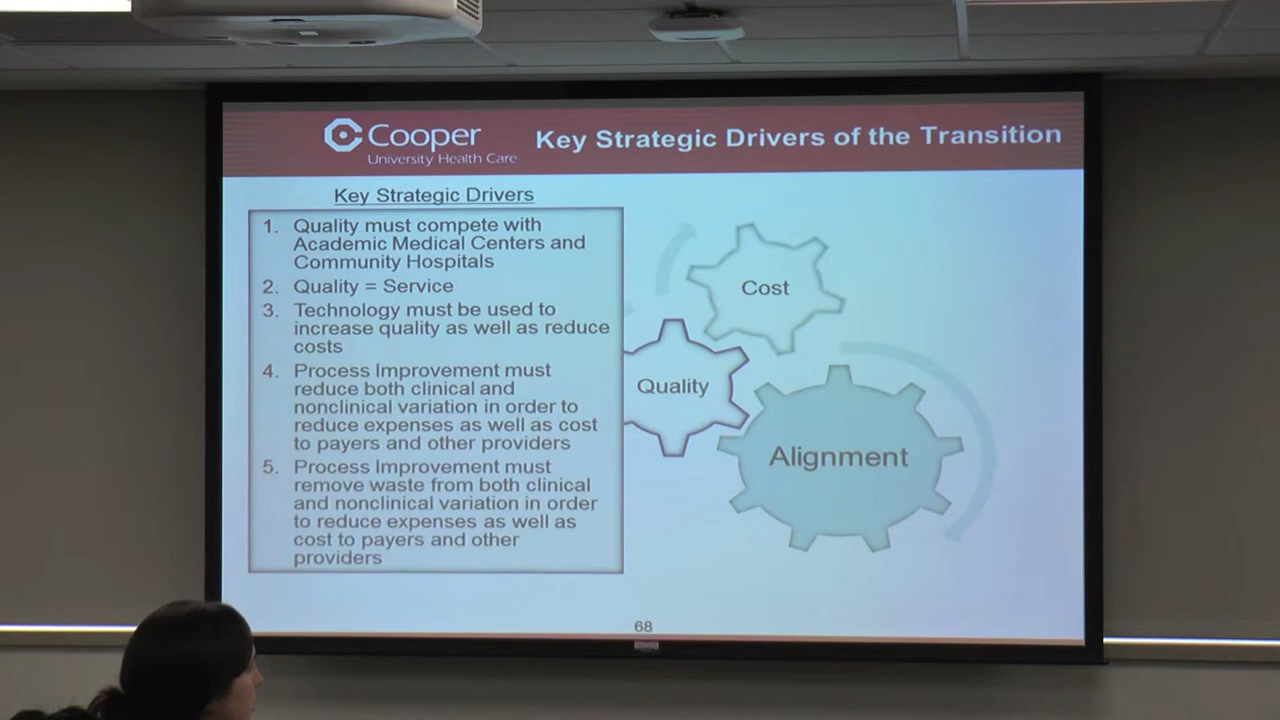 Cooper
University Health Care
Key Strategic Drivers of the Transition
Key Strategic Drivers
1. Quality must compete with
Academic Medical Centers and
Community Hospitals
2. Quality = Service
3. Technology must be used to
increase quality as well as reduce
costs
4. Process Improvement must
reduce both clinical and
nonclinical variation in order to
reduce expenses as well as cost
to payers and other providers
5. Process Improvement must
remove waste from both clinical
and nonclinical variation in order
to reduce expenses as well as
cost to payers and other
providers
Cost
Quality
Alignment
68